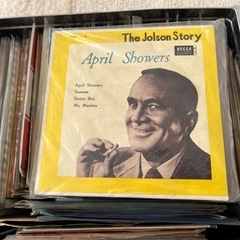 The Jolson Story
April Showers
DECCA
April Showers
Swanee
Sonny Boy
My Mammy